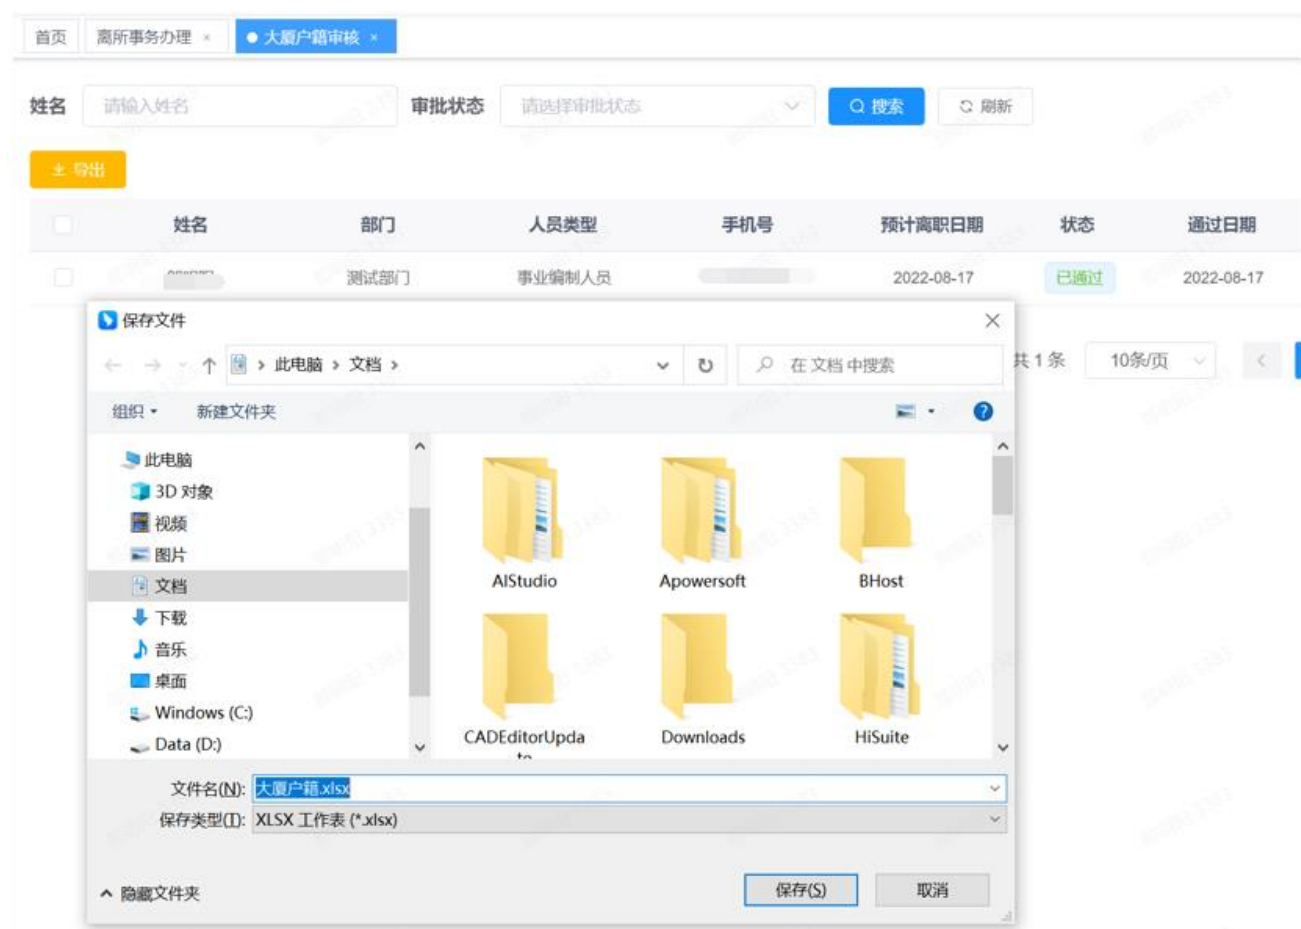 首页 离所事务办理 × 大厦户籍审核 ×
姓名 请输入姓名 审批状态 请选择审批状态 搜索 刷新
导出
姓名 部门 人员类型 手机号 预计离职日期 状态 通过日期
测试部门 事业编制人员 2022-08-17 已通过 2022-08-17
保存文件
此电脑 › 文档 › 在 文档 中搜索
共 1 条 10条/页
组织 新建文件夹
此电脑
3D 对象
视频
图片
文档
下载
音乐
桌面
Windows (C:)
Data (D:)
AIStudio Apowersoft BHost
CADEditorUpda Downloads HiSuite
文件名(N): 大厦户籍.xlsx
保存类型(T): XLSX 工作表 (*.xlsx)
隐藏文件夹 保存(S) 取消